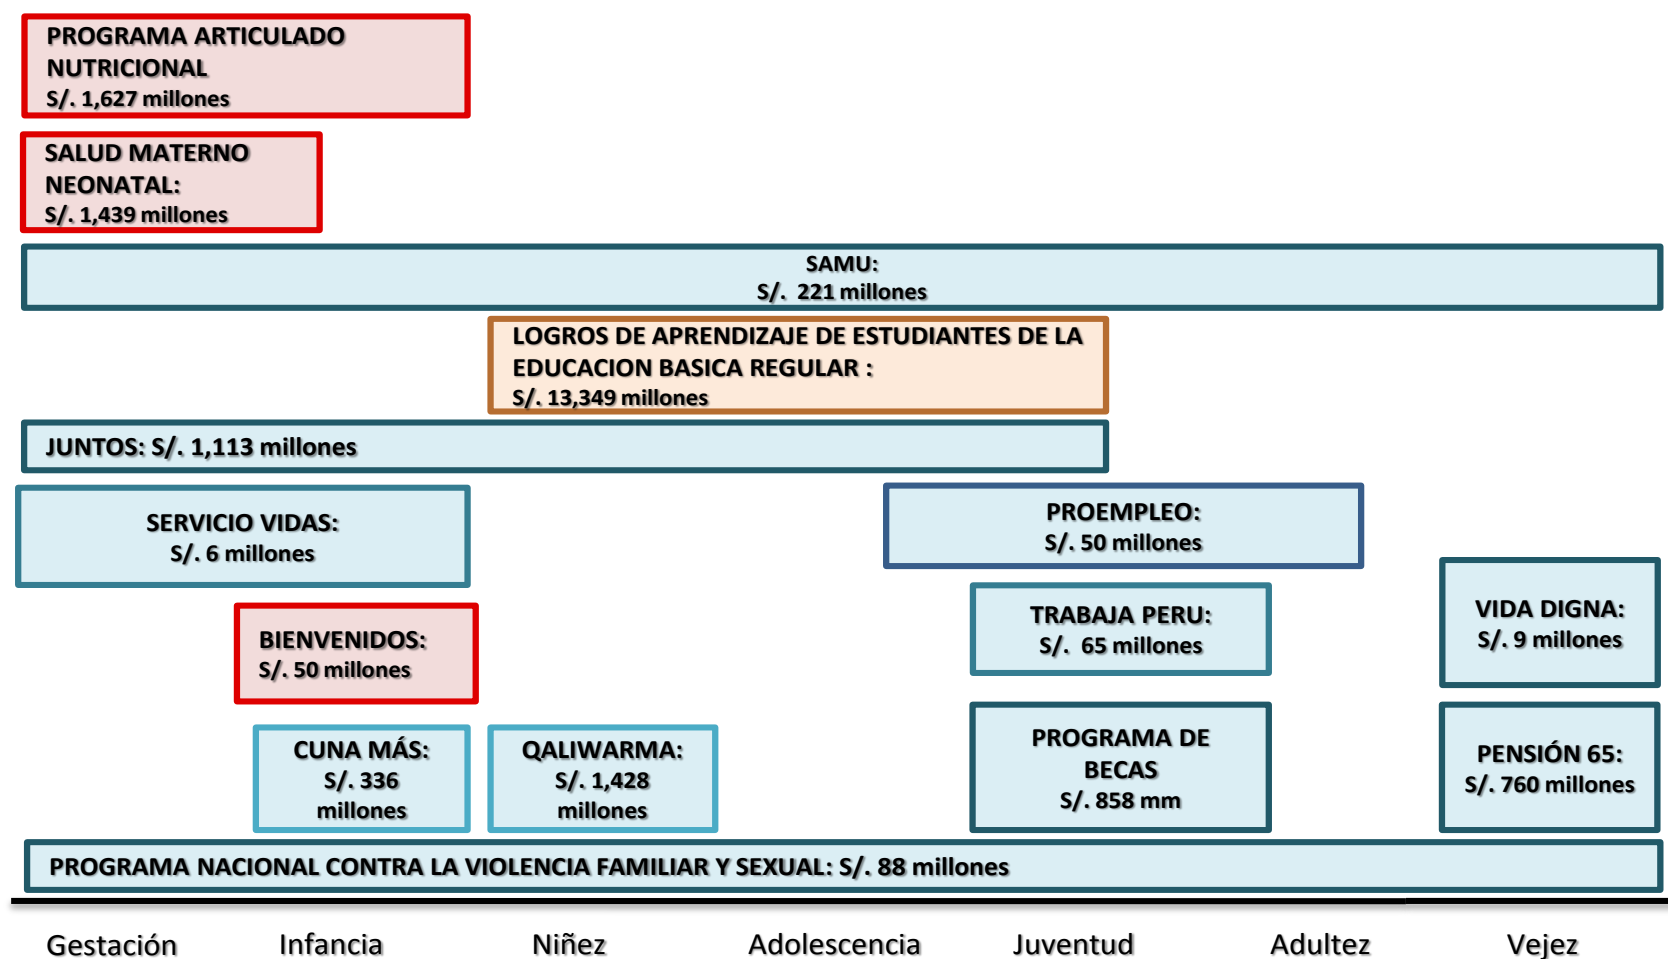 PROGRAMA ARTICULADO
NUTRICIONAL
S/. 1,627 millones
SALUD MATERNO
NEONATAL:
S/. 1,439 millones
SAMU:
S/. 221 millones
LOGROS DE APRENDIZAJE DE ESTUDIANTES DE LA
EDUCACION BASICA REGULAR :
S/. 13,349 millones
JUNTOS: S/. 1,113 millones
SERVICIO VIDAS:
S/. 6 millones
PROEMPLEO:
S/. 50 millones
BIENVENIDOS:
S/. 50 millones
TRABAJA PERU:
S/. 65 millones
VIDA DIGNA:
S/. 9 millones
CUNA MÁS:
S/. 336
millones
QALIWARMA:
S/. 1,428
millones
PROGRAMA DE
BECAS
S/. 858 mm
PENSIÓN 65:
S/. 760 millones
PROGRAMA NACIONAL CONTRA LA VIOLENCIA FAMILIAR Y SEXUAL: S/. 88 millones
Gestación Infancia Niñez Adolescencia Juventud Adultez Vejez